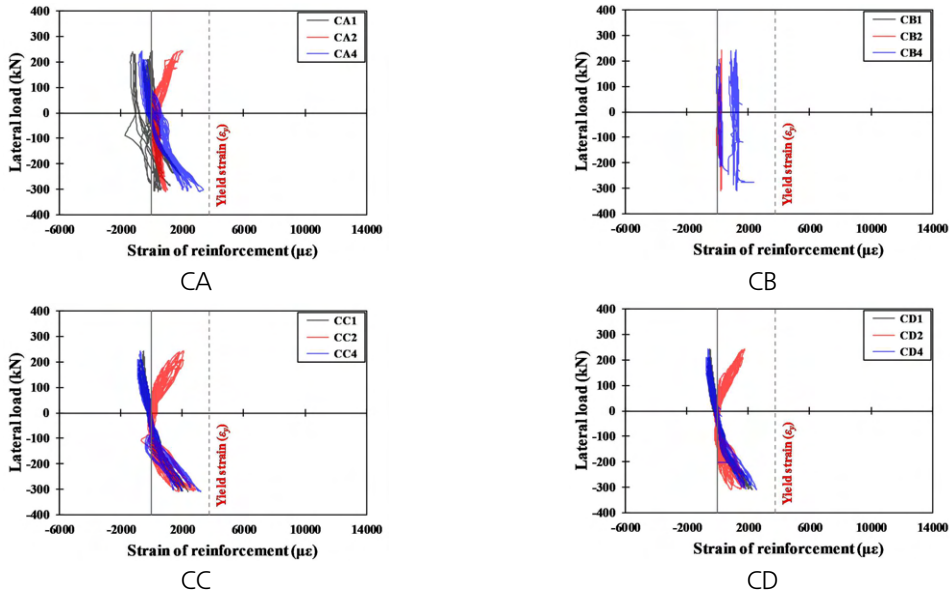 400
300
200
100
0
-100
-200
-300
-400
Lateral load (kN)
CA1
CA2
CA4
Yield strain (εy)
-6000 -2000 2000 6000 10000 14000
Strain of reinforcement (με)
CA
400
300
200
100
0
-100
-200
-300
-400
Lateral load (kN)
CB1
CB2
CB4
Yield strain (εy)
-6000 -2000 2000 6000 10000 14000
Strain of reinforcement (με)
CB
400
300
200
100
0
-100
-200
-300
-400
Lateral load (kN)
CC1
CC2
CC4
Yield strain (εy)
-6000 -2000 2000 6000 10000 14000
Strain of reinforcement (με)
CC
400
300
200
100
0
-100
-200
-300
-400
Lateral load (kN)
CD1
CD2
CD4
Yield strain (εy)
-6000 -2000 2000 6000 10000 14000
Strain of reinforcement (με)
CD